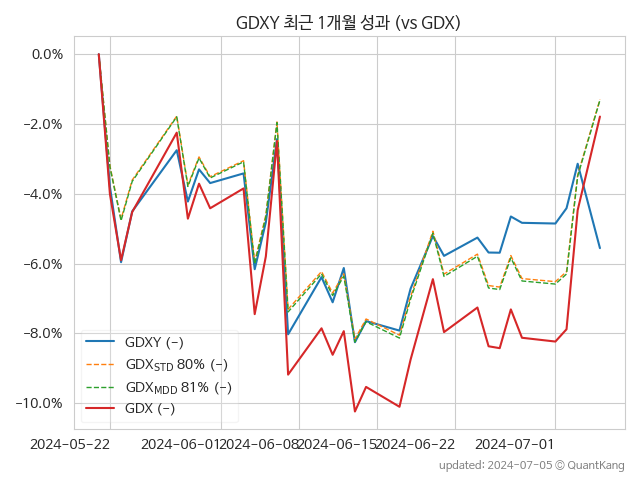 GDXY 최근 1개월 성과 (vs GDX)
0.0%
−2.0%
−4.0%
−6.0%
−8.0%
−10.0%
GDXY (−)
GDX_STD 80% (−)
GDX_MDD 81% (−)
GDX (−)
2024-05-22 2024-06-01 2024-06-08 2024-06-15 2024-06-22 2024-07-01
updated: 2024-07-05 © QuantKang